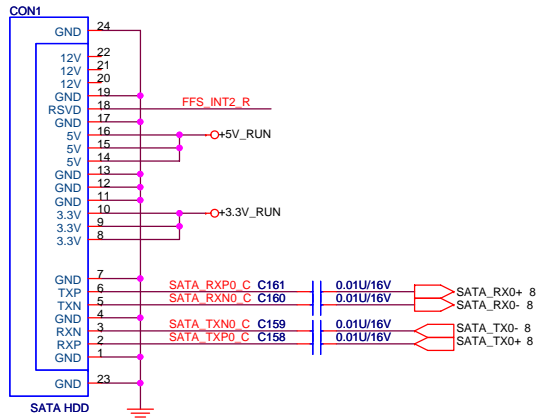 CON1
GND 24
12V 22
12V 21
12V 20
GND 19
RSVD 18 FFS_INT2_R
GND 17
5V 16 +5V_RUN
5V 15
5V 14
GND 13
GND 12
GND 11
3.3V 10 +3.3V_RUN
3.3V 9
3.3V 8
GND 7
TXP 6 SATA_RXP0_C C161 0.01U/16V SATA_RX0+ 8
TXN 5 SATA_RXN0_C C160 0.01U/16V SATA_RX0- 8
GND 4
RXN 3 SATA_TXN0_C C159 0.01U/16V SATA_TX0- 8
RXP 2 SATA_TXP0_C C158 0.01U/16V SATA_TX0+ 8
GND 1
GND 23
SATA HDD